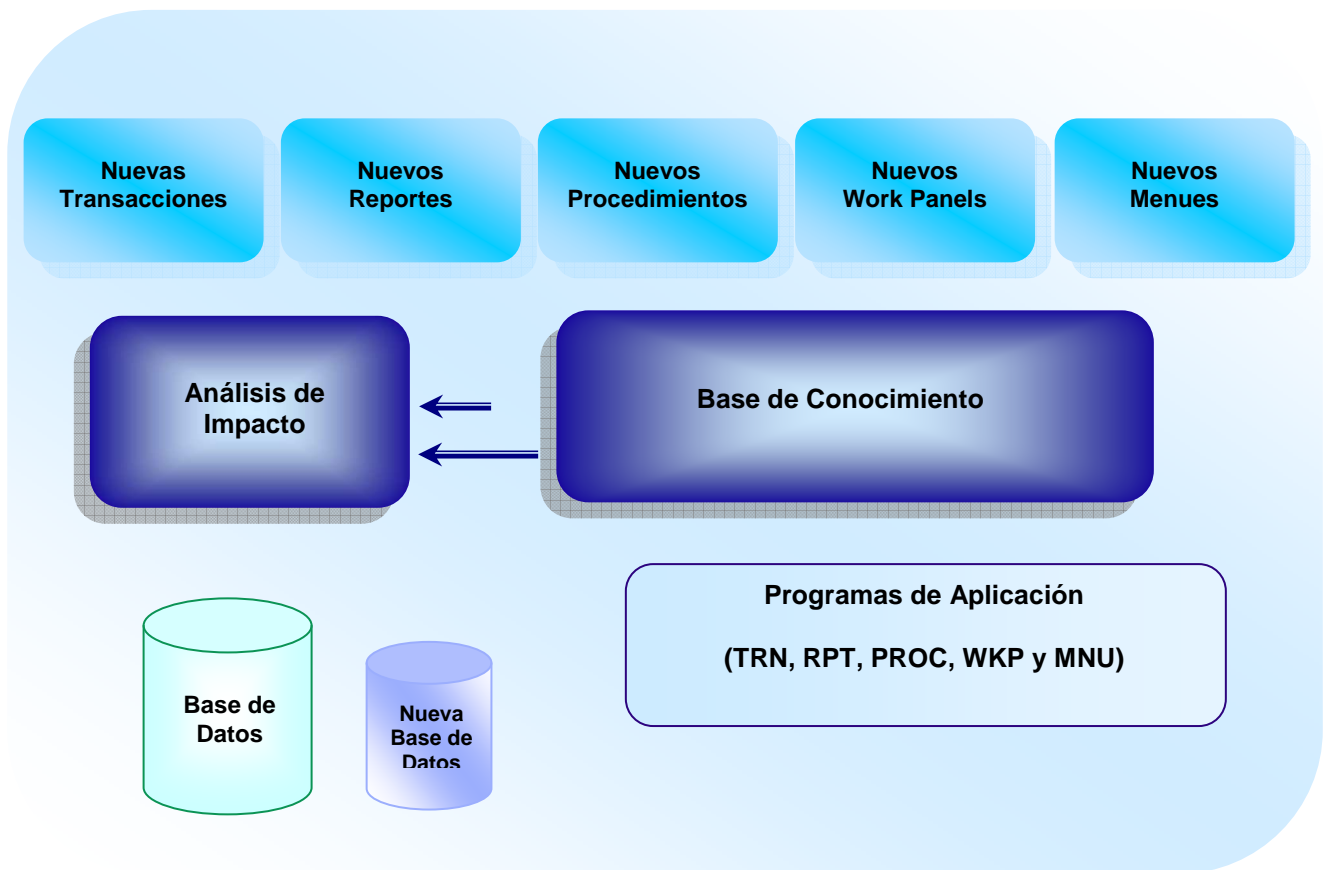 Nuevas
Transacciones
Nuevos
Reportes
Nuevos
Procedimientos
Nuevos
Work Panels
Nuevos
Menues
Análisis de
Impacto
Base de Conocimiento
Programas de Aplicación
(TRN, RPT, PROC, WKP y MNU)
Base de
Datos
Nueva
Base de
Datos